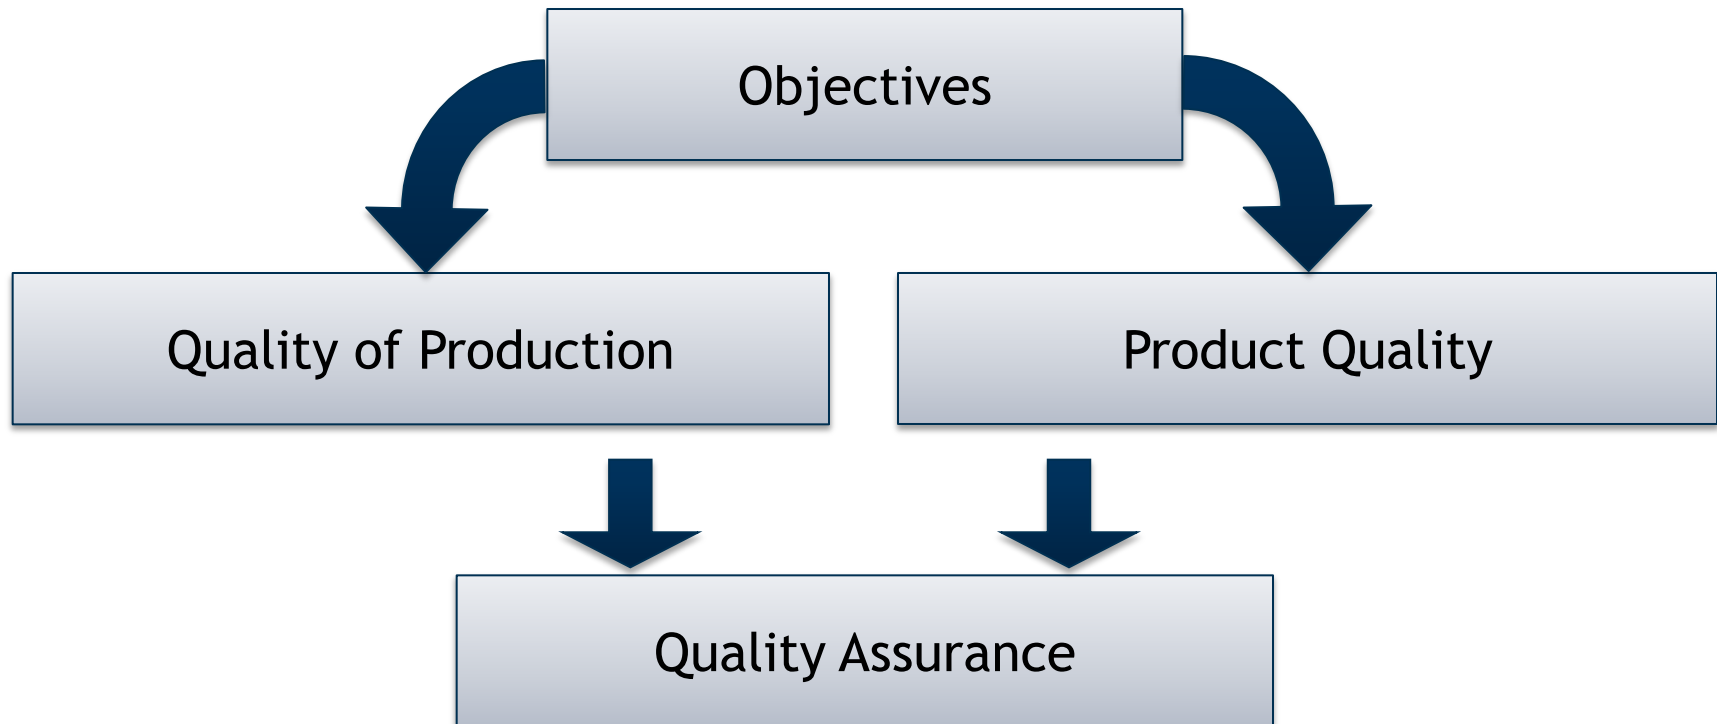 Objectives
Quality of Production
Product Quality
Quality Assurance